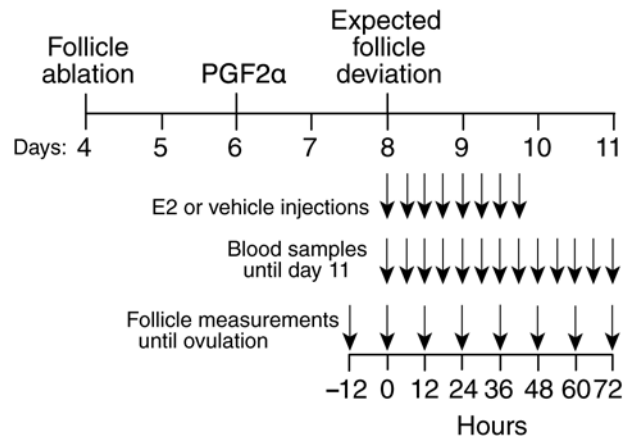 Expected
follicle
deviation
Follicle
ablation
PGF2α
Days: 4 5 6 7 8 9 10 11
E2 or vehicle injections
Blood samples
until day 11
Follicle measurements
until ovulation
−12 0 12 24 36 48 60 72
Hours